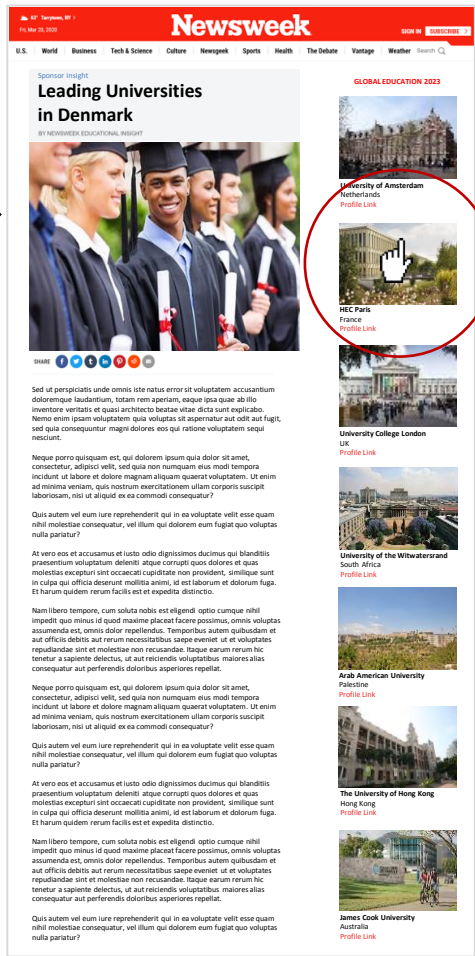 63° Tarrytown, NY >
Fri, Mar 20, 2020
Newsweek
SIGN IN
SUBSCRIBE >
U.S.
World
Business
Tech & Science
Culture
Newsgeek
Sports
Health
The Debate
Vantage
Weather
Search
Sponsor insight
Leading Universities
in Denmark
BY NEWSWEEK EDUCATIONAL INSIGHT
SHARE
Sed ut perspiciatis unde omnis iste natus error sit voluptatem accusantium
doloremque laudantium, totam rem aperiam, eaque ipsa quae ab illo
inventore veritatis et quasi architecto beatae vitae dicta sunt explicabo.
Nemo enim ipsam voluptatem quia voluptas sit aspernatur aut odit aut fugit,
sed quia consequuntur magni dolores eos qui ratione voluptatem sequi
nesciunt.
Neque porro quisquam est, qui dolorem ipsum quia dolor sit amet,
consectetur, adipisci velit, sed quia non numquam eius modi tempora
incidunt ut labore et dolore magnam aliquam quaerat voluptatem. Ut enim
ad minima veniam, quis nostrum exercitationem ullam corporis suscipit
laboriosam, nisi ut aliquid ex ea commodi consequatur?
Quis autem vel eum iure reprehenderit qui in ea voluptate velit esse quam
nihil molestiae consequatur, vel illum qui dolorem eum fugiat quo voluptas
nulla pariatur?
At vero eos et accusamus et iusto odio dignissimos ducimus qui blanditiis
praesentium voluptatum deleniti atque corrupti quos dolores et quas
molestias excepturi sint occaecati cupiditate non provident, similique sunt
in culpa qui officia deserunt mollitia animi, id est laborum et dolorum fuga.
Et harum quidem rerum facilis est et expedita distinctio.
Nam libero tempore, cum soluta nobis est eligendi optio cumque nihil
impedit quo minus id quod maxime placeat facere possimus, omnis voluptas
assumenda est, omnis dolor repellendus. Temporibus autem quibusdam et
aut officiis debitis aut rerum necessitatibus saepe eveniet ut et voluptates
repudiandae sint et molestiae non recusandae. Itaque earum rerum hic
tenetur a sapiente delectus, ut aut reiciendis voluptatibus maiores alias
consequatur aut perferendis doloribus asperiores repellat.
Neque porro quisquam est, qui dolorem ipsum quia dolor sit amet,
consectetur, adipisci velit, sed quia non numquam eius modi tempora
incidunt ut labore et dolore magnam aliquam quaerat voluptatem. Ut enim
ad minima veniam, quis nostrum exercitationem ullam corporis suscipit
laboriosam, nisi ut aliquid ex ea commodi consequatur?
Quis autem vel eum iure reprehenderit qui in ea voluptate velit esse quam
nihil molestiae consequatur, vel illum qui dolorem eum fugiat quo voluptas
nulla pariatur?
At vero eos et accusamus et iusto odio dignissimos ducimus qui blanditiis
praesentium voluptatum deleniti atque corrupti quos dolores et quas
molestias excepturi sint occaecati cupiditate non provident, similique sunt
in culpa qui officia deserunt mollitia animi, id est laborum et dolorum fuga.
Et harum quidem rerum facilis est et expedita distinctio.
Nam libero tempore, cum soluta nobis est eligendi optio cumque nihil
impedit quo minus id quod maxime placeat facere possimus, omnis voluptas
assumenda est, omnis dolor repellendus. Temporibus autem quibusdam et
aut officiis debitis aut rerum necessitatibus saepe eveniet ut et voluptates
repudiandae sint et molestiae non recusandae. Itaque earum rerum hic
tenetur a sapiente delectus, ut aut reiciendis voluptatibus maiores alias
consequatur aut perferendis doloribus asperiores repellat.
Quis autem vel eum iure reprehenderit qui in ea voluptate velit esse quam
nihil molestiae consequatur, vel illum qui dolorem eum fugiat quo voluptas
nulla pariatur?
GLOBAL EDUCATION 2023
University of Amsterdam
Netherlands
Profile Link
HEC Paris
France
Profile Link
University College London
UK
Profile Link
University of the Witwatersrand
South Africa
Profile Link
Arab American University
Palestine
Profile Link
The University of Hong Kong
Hong Kong
Profile Link
James Cook University
Australia
Profile Link